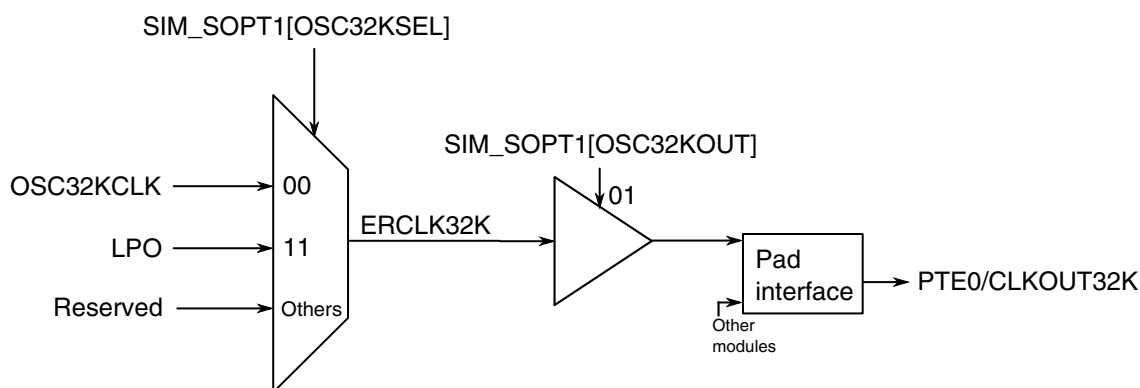 SIM_SOPT1[OSC32KSEL]
SIM_SOPT1[OSC32KOUT]
OSC32KCLK
00
01
ERCLK32K
LPO
11
Pad
interface
PTE0/CLKOUT32K
Reserved
Others
Other
modules